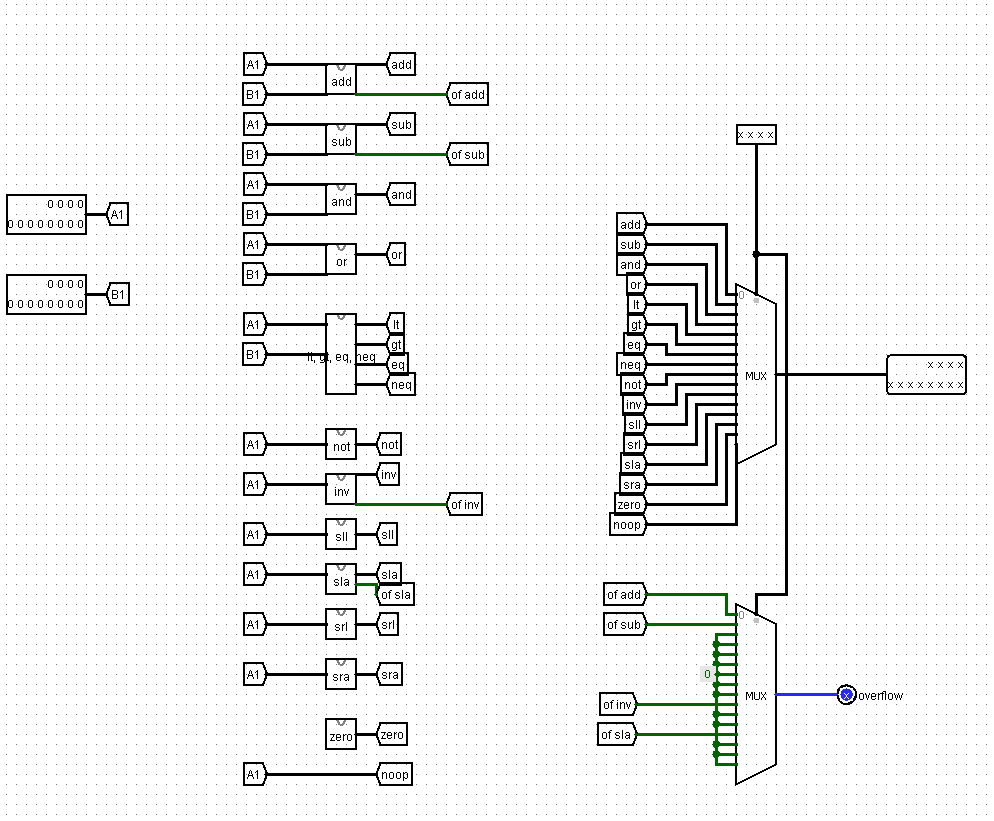 A1
add
add
B1
of add
A1
sub
sub
B1
of sub
A1
and
and
B1
A1
or
or
B1
A1
lt
gt
B1
lt, gt, eq, neq
eq
neq
A1
not
not
A1
inv
inv
of inv
A1
sll
sll
A1
sla
sla
of sla
A1
srl
srl
A1
sra
sra
zero
zero
A1
noop
0 0 0 0
0 0 0 0 0 0 0 0
A1
0 0 0 0
0 0 0 0 0 0 0 0
B1
x x x x
add
sub
and
or
lt
gt
eq
neq
not
inv
sll
srl
sla
sra
zero
noop
0
MUX
x x x x
x x x x x x x x
of add
of sub
0
0
of inv
of sla
MUX
x
overflow